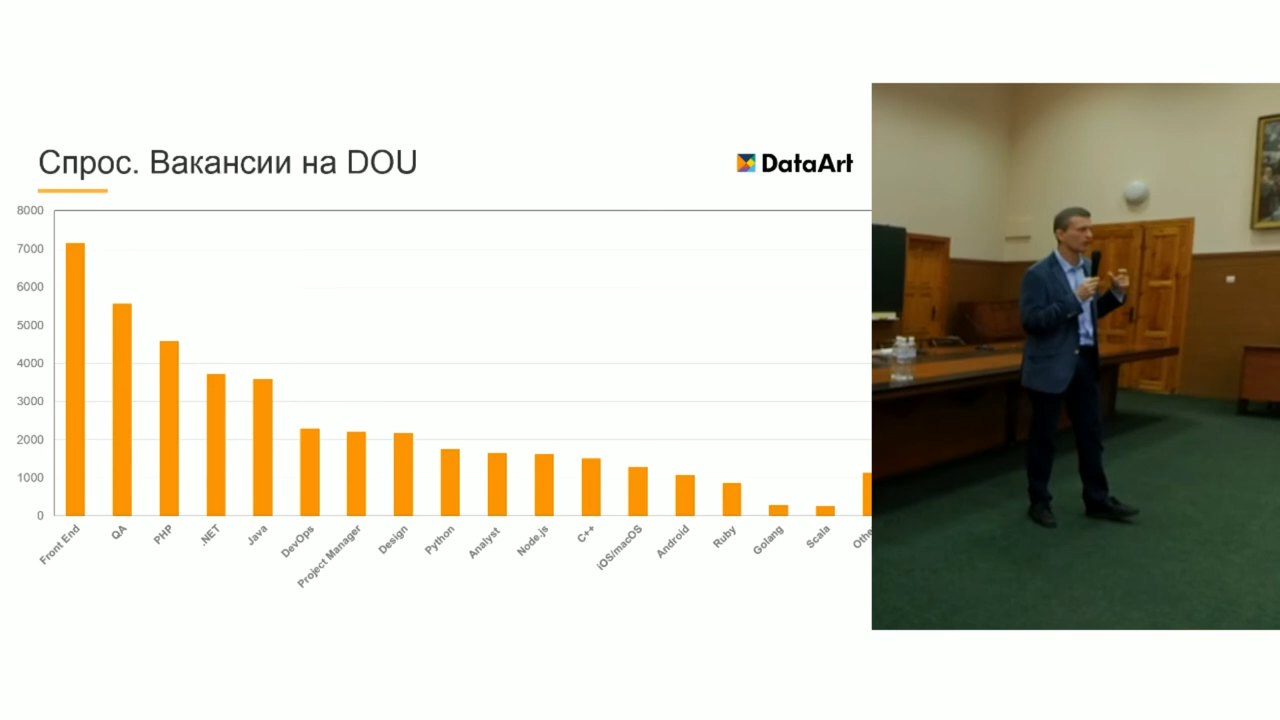 Спрос. Вакансии на DOU
DataArt
8000
7000
6000
5000
4000
3000
2000
1000
0
Front End
QA
PHP
.NET
Java
DevOps
Project Manager
Design
Python
Analyst
Node.js
C++
iOS/macOS
Android
Ruby
Golang
Scala
Othe